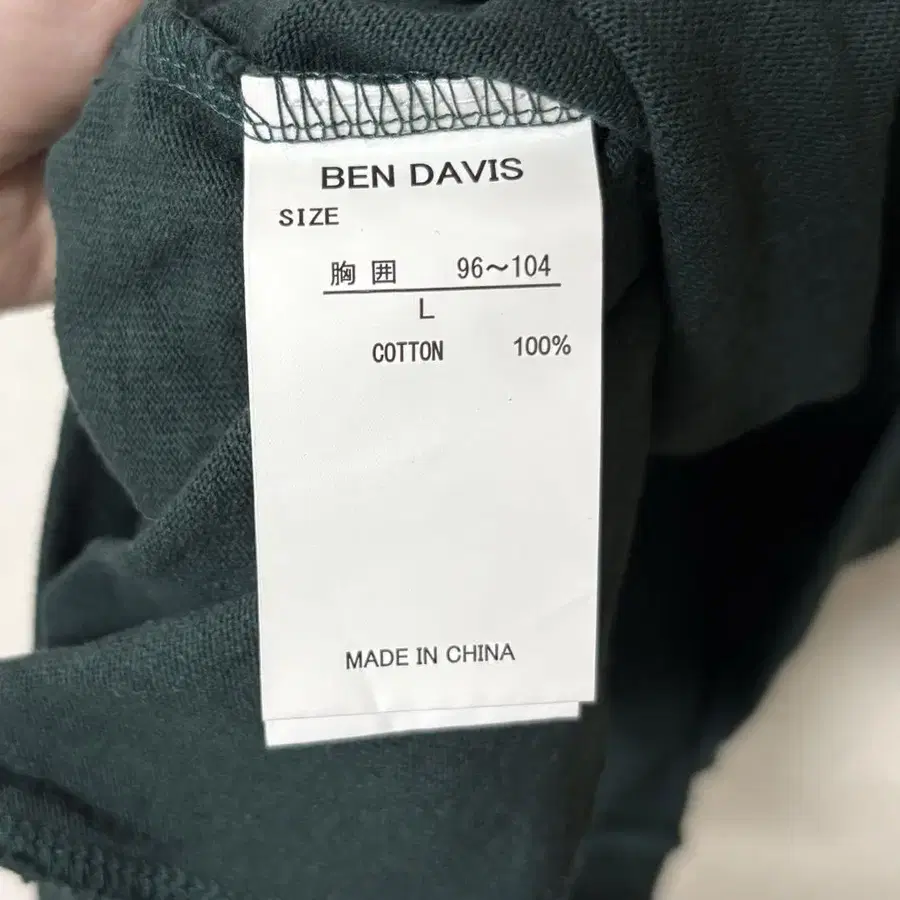 BEN DAVIS
SIZE
胸囲 96～104
L
COTTON 100%
MADE IN CHINA